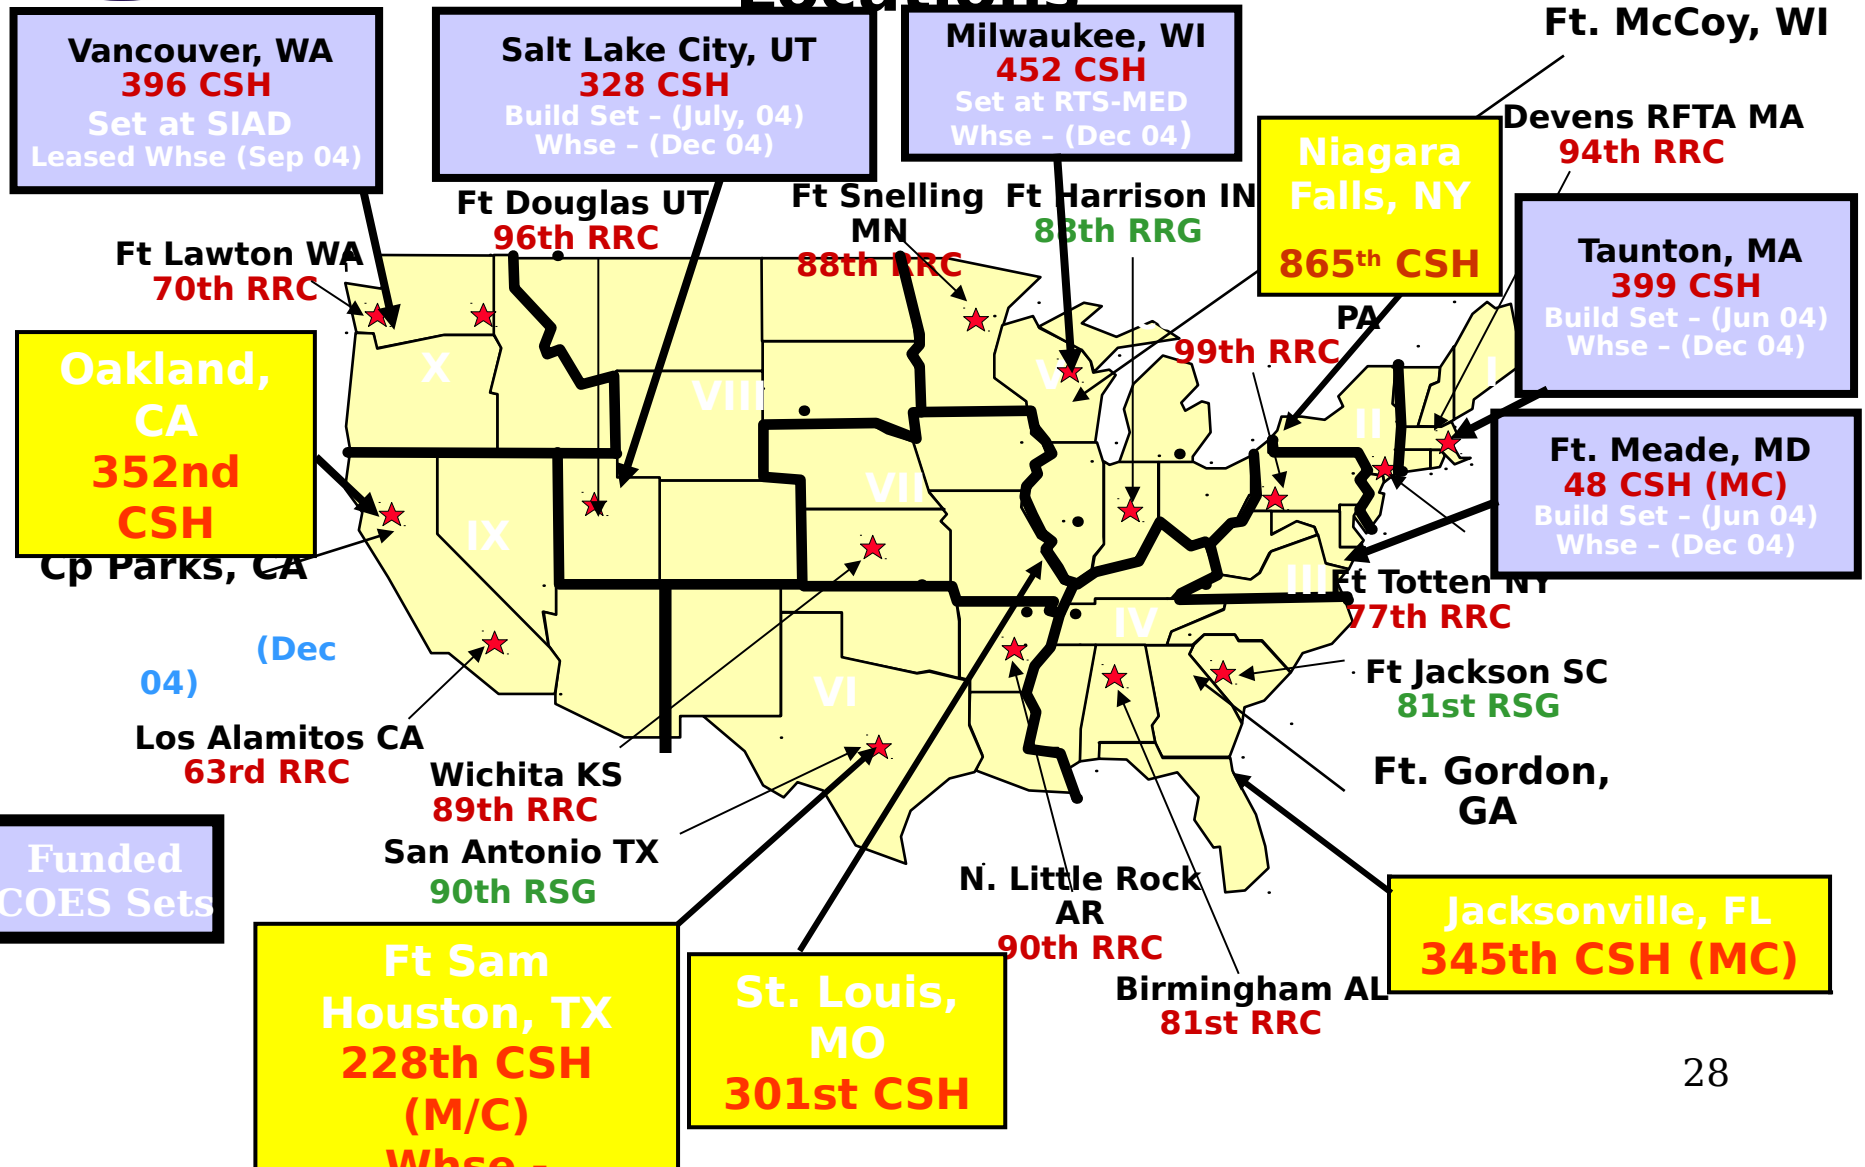 Locations
Vancouver, WA
396 CSH
Set at SIAD
Leased Whse (Sep 04)
Salt Lake City, UT
328 CSH
Build Set – (July, 04)
Whse – (Dec 04)
Milwaukee, WI
452 CSH
Set at RTS-MED
Whse – (Dec 04)
Ft. McCoy, WI
Devens RFTA MA
94th RRC
Niagara
Falls, NY
865th CSH
Taunton, MA
399 CSH
Build Set – (Jun 04)
Whse – (Dec 04)
Ft Douglas UT
96th RRC
Ft Snelling
MN
88th RRC
Ft Harrison IN
88th RRG
Ft Lawton WA
70th RRC
PA
99th RRC
Oakland,
CA
352nd
CSH
X
VIII
V
I
II
Ft. Meade, MD
48 CSH (MC)
Build Set – (Jun 04)
Whse – (Dec 04)
VII
IX
Cp Parks, CA
III
Ft Totten NY
77th RRC
IV
(Dec
04)
VI
Ft Jackson SC
81st RSG
Los Alamitos CA
63rd RRC
Wichita KS
89th RRC
Ft. Gordon,
GA
San Antonio TX
90th RSG
Funded
COES Sets
N. Little Rock
AR
90th RRC
Jacksonville, FL
345th CSH (MC)
Ft Sam
Houston, TX
228th CSH
(M/C)
Whse -
St. Louis,
MO
301st CSH
Birmingham AL
81st RRC
28